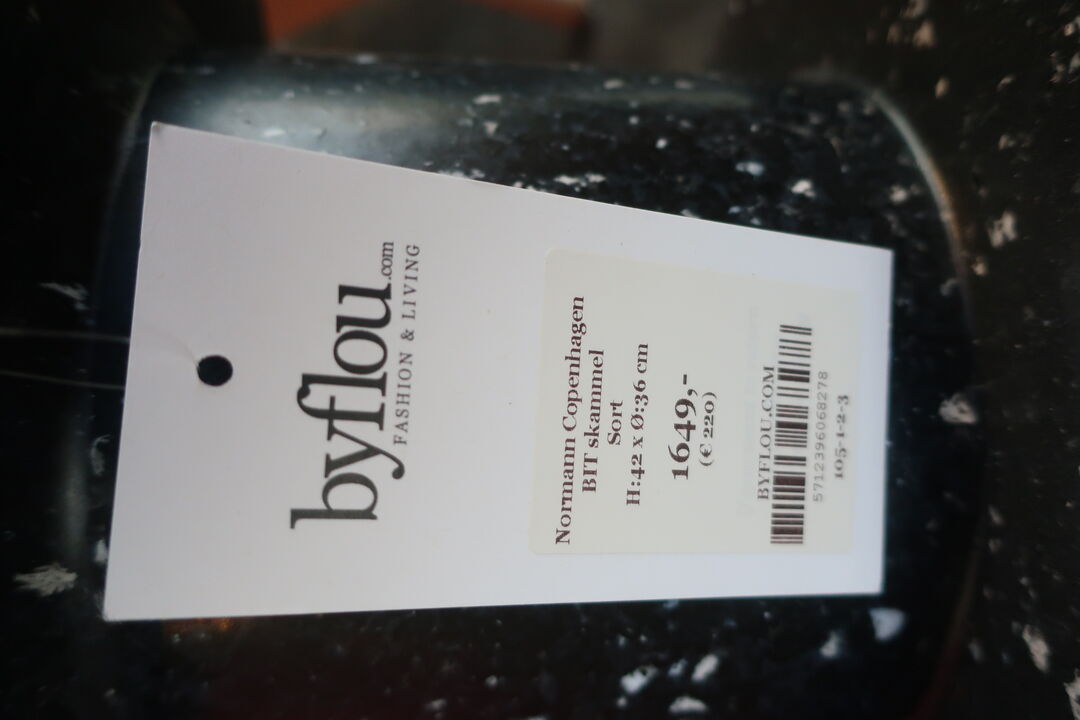 byflou.com
FASHION & LIVING
Normann Copenhagen
BIT skammel
Sort
H:42 x Ø:36 cm
1649,-
(€ 220)
BYFLOU.COM
5712396068278
105-1-2-3